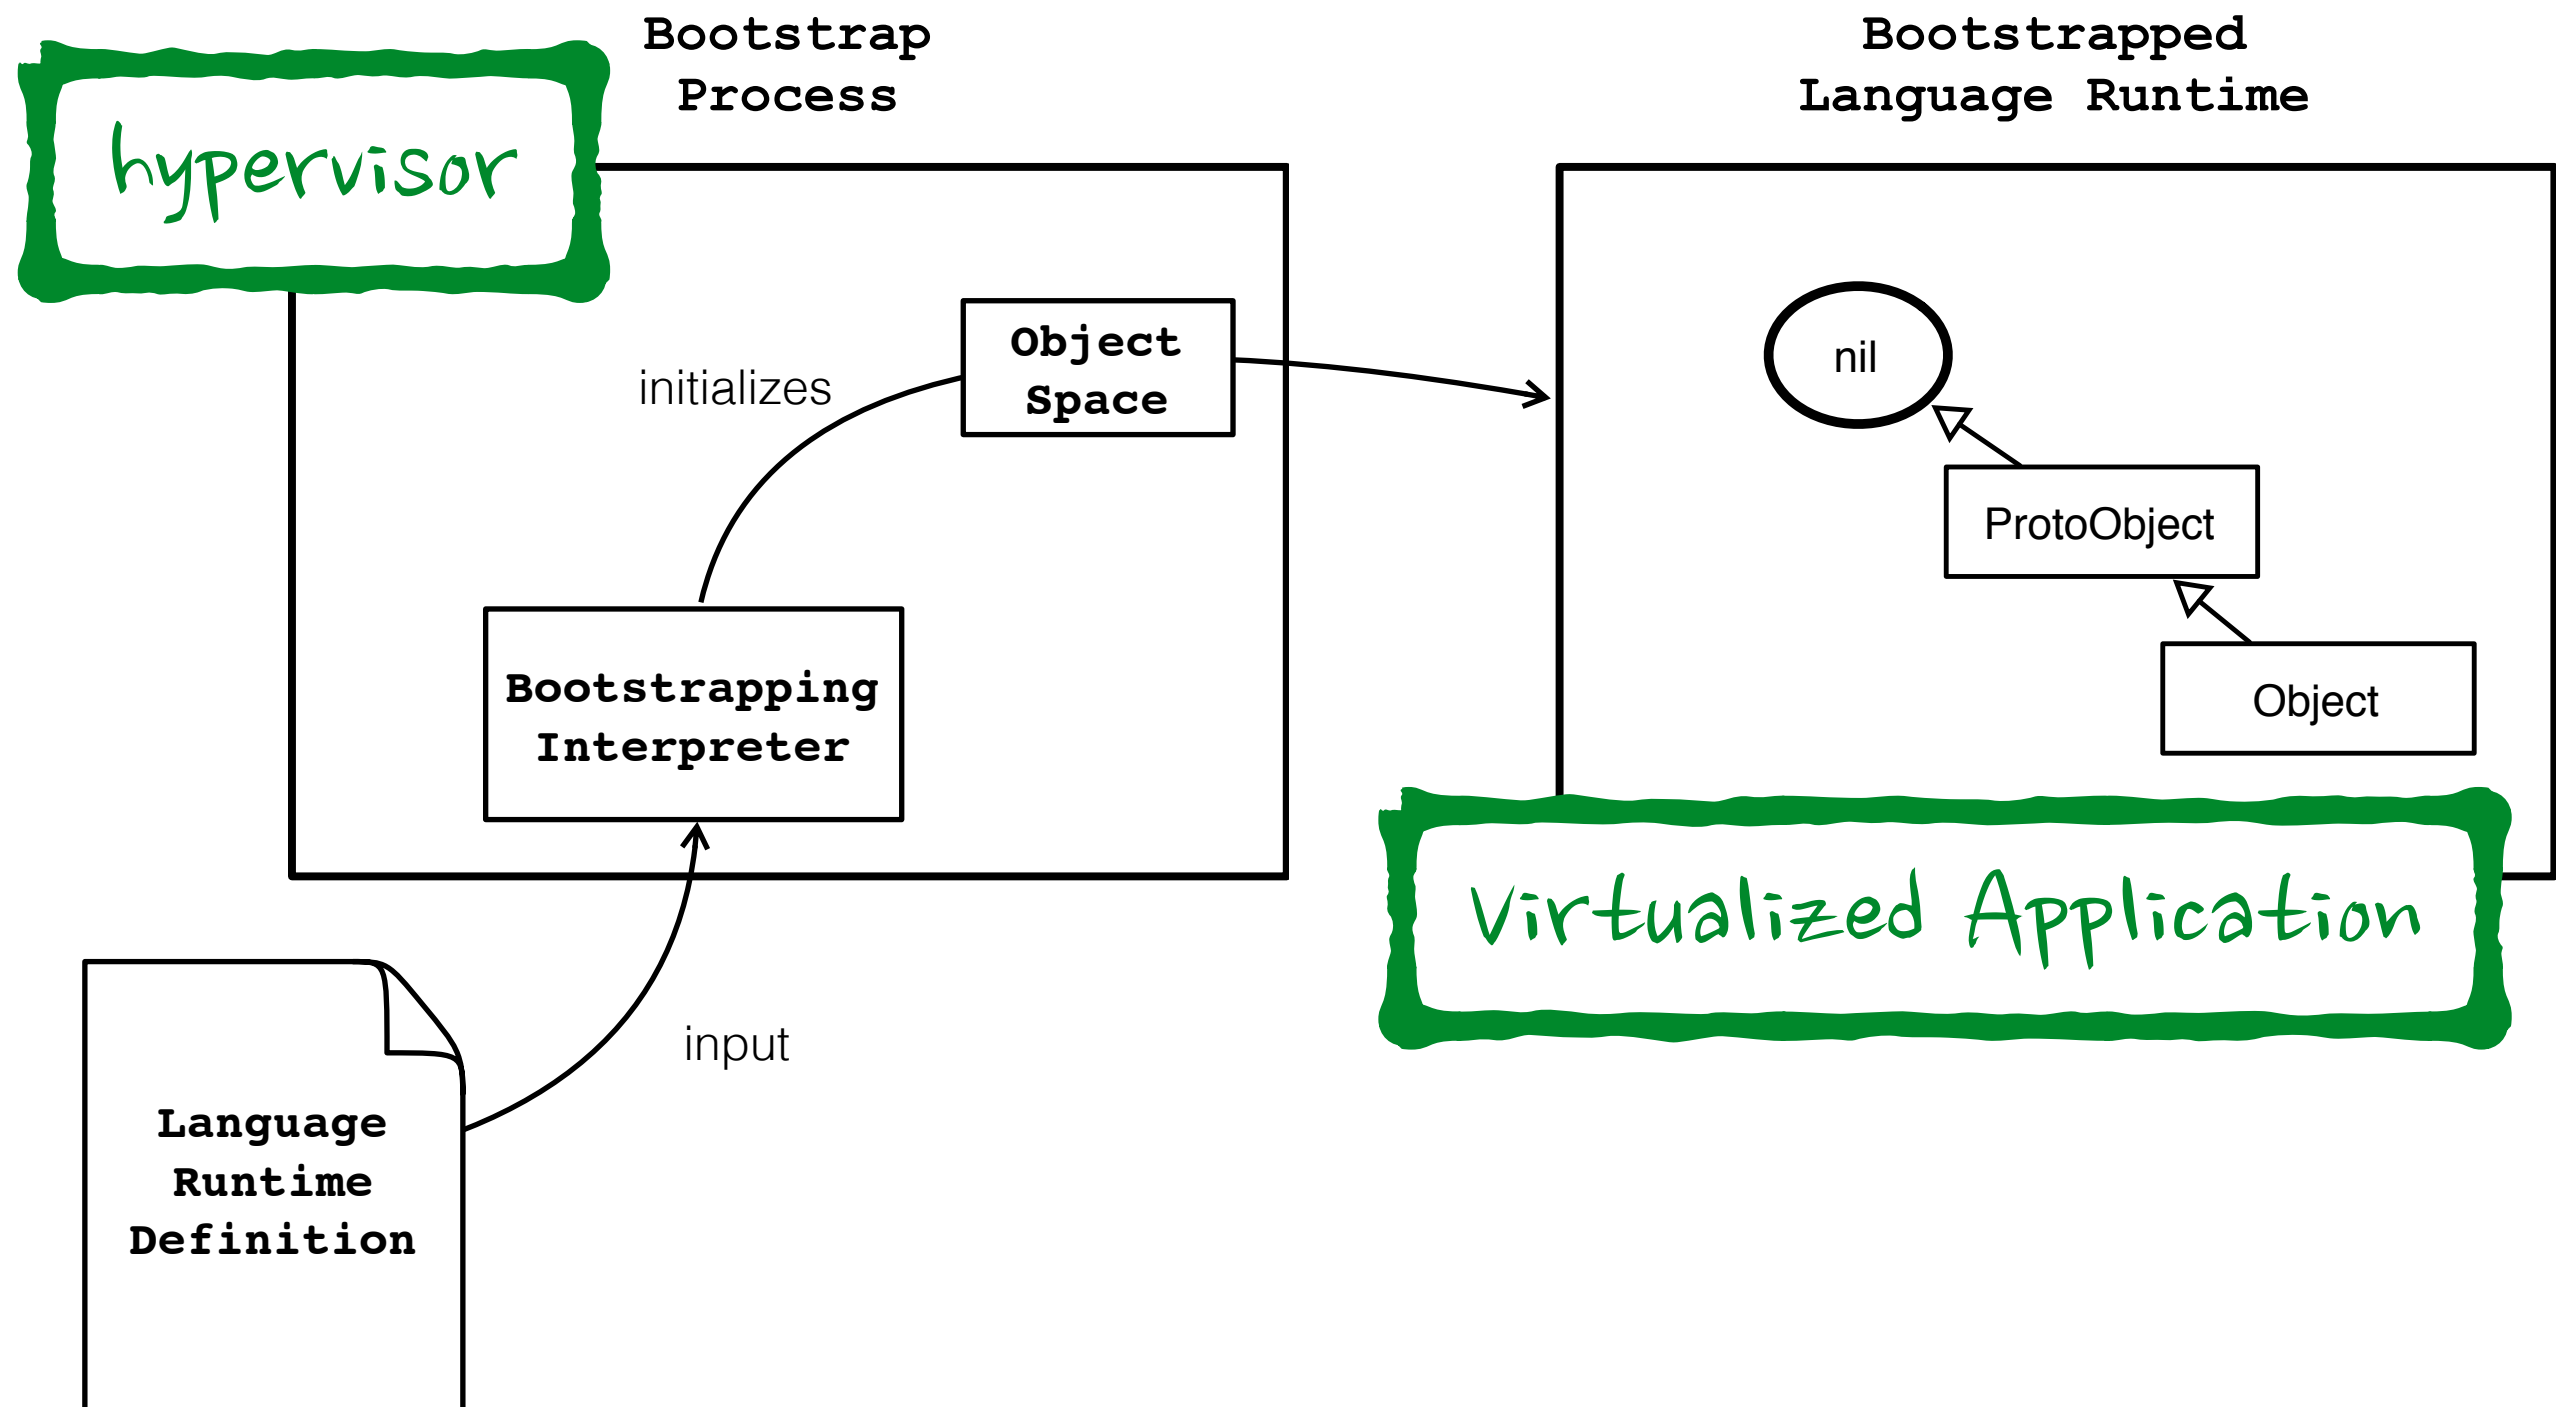 Bootstrap
Process
Bootstrapped
Language Runtime
hypervisor
Object
Space
initializes
nil
ProtoObject
Object
Bootstrapping
Interpreter
Virtualized Application
input
Language
Runtime
Definition